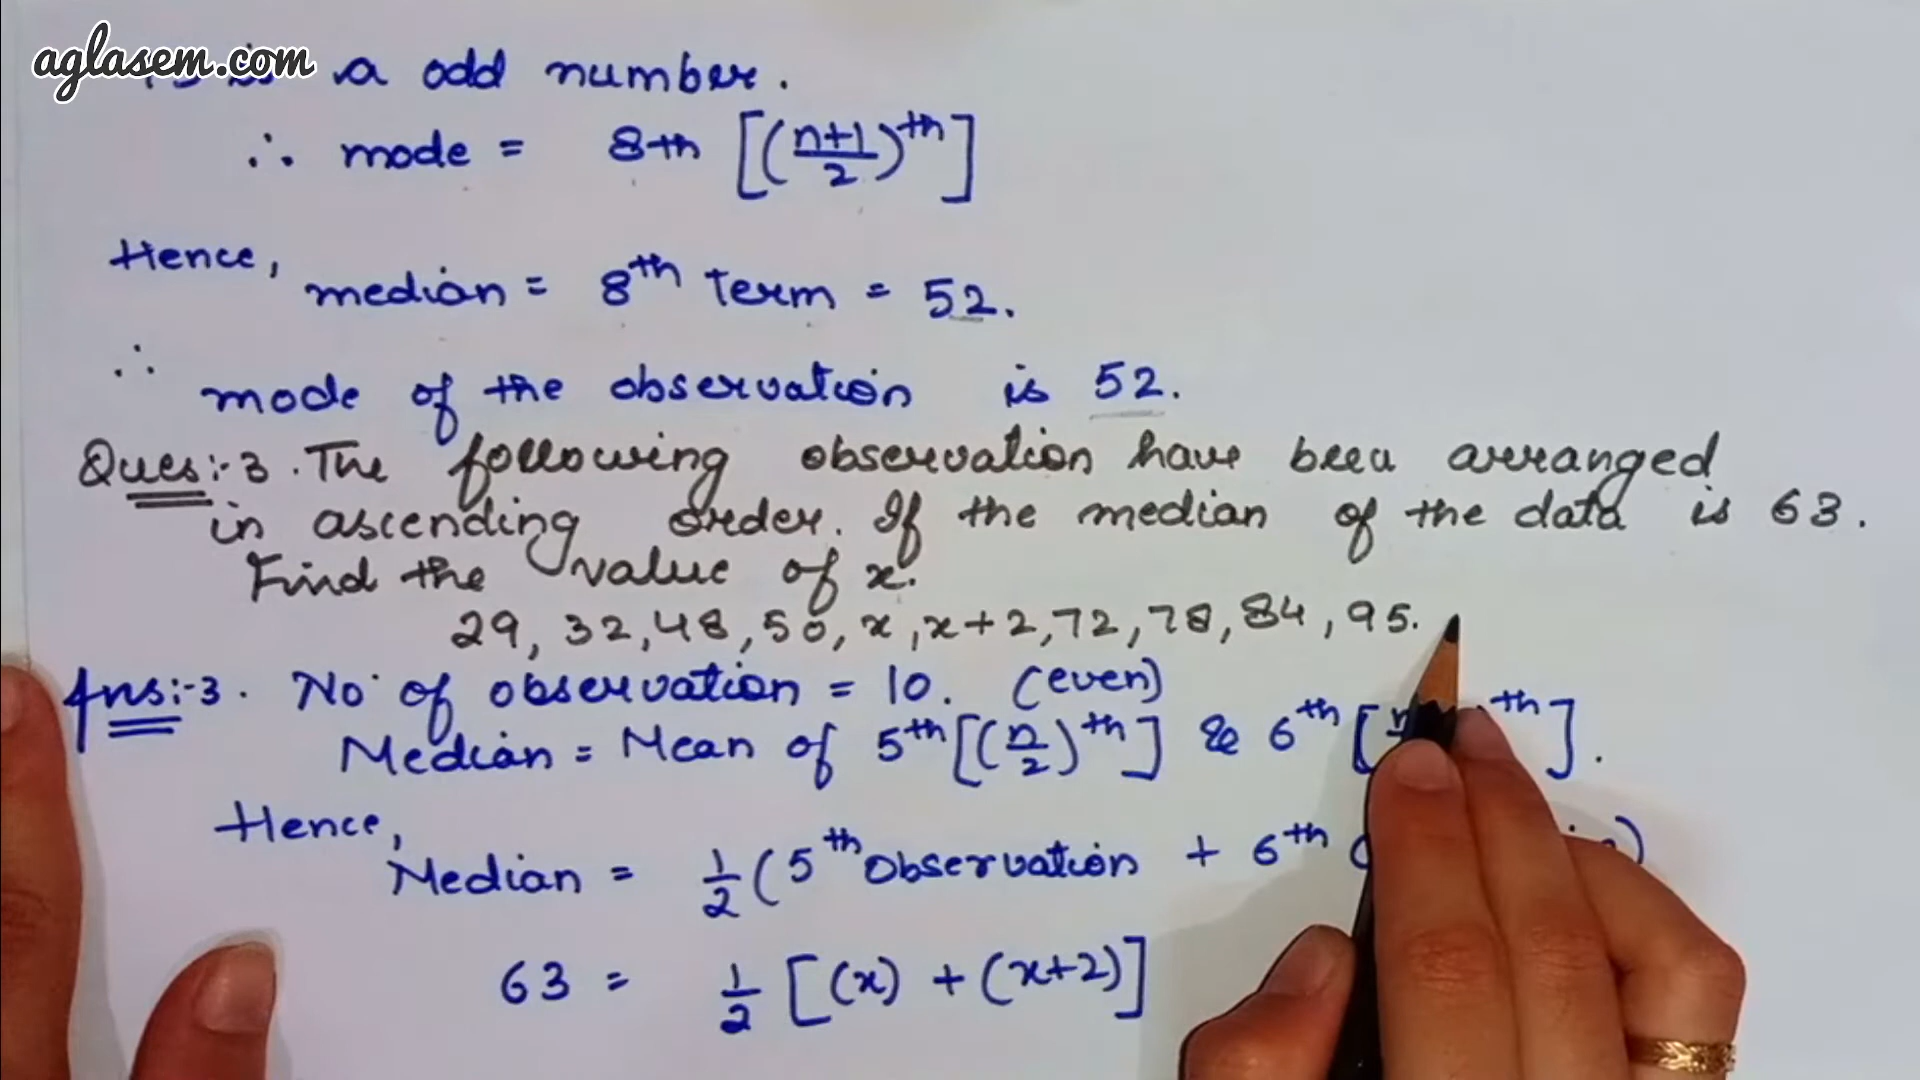 aglasem.com
a odd number.
∴ mode = 8th [(n+1/2)th]
Hence,
median = 8th Term = 52.
∴
mode of the observation is 52.
Ques:-3. The following observation have been arranged
in ascending order. If the median of the data is 63.
Find the value of x.
29, 32, 48, 50, x, x+2, 72, 78, 84, 95.
Ans:-3. No. of observation = 10. (even)
Median = Mean of 5th [(n/2)th] & 6th [ th].
Hence,
Median = 1/2 (5th Observation + 6th )
63 = 1/2 [(x) + (x+2)]